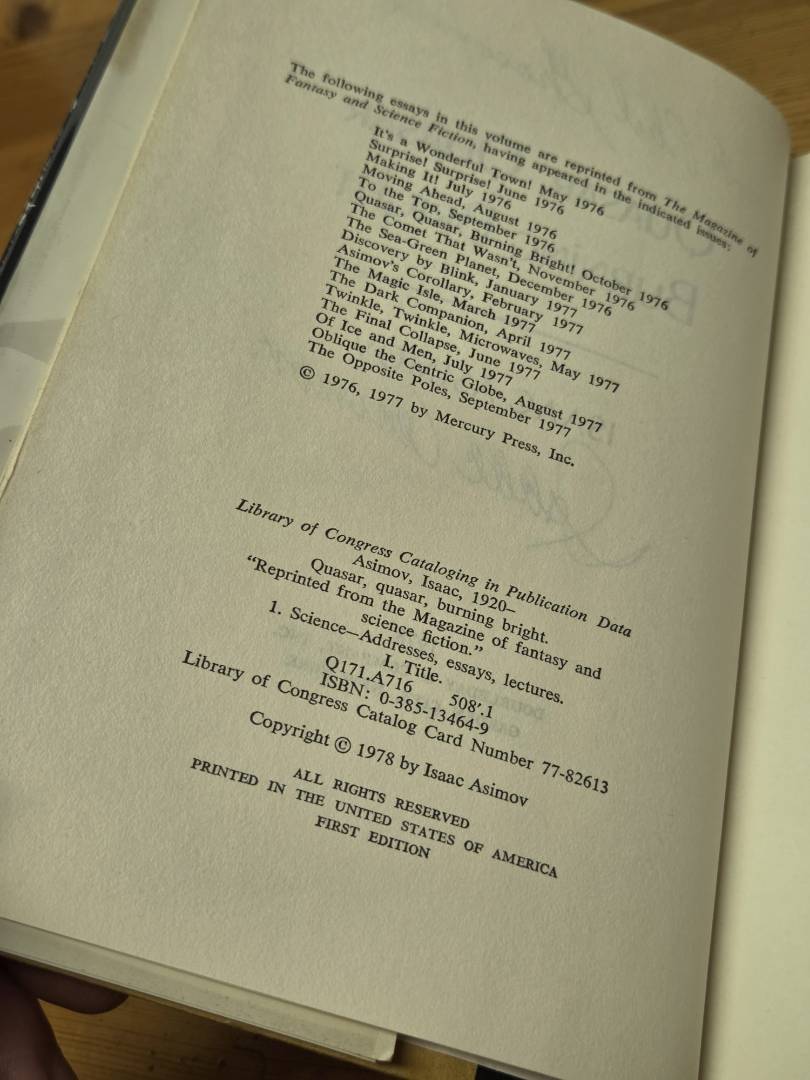 The following essays in this volume are reprinted from The Magazine of
Fantasy and Science Fiction, having appeared in the indicated issues:
It's a Wonderful Town! May 1976
Surprise! Surprise! June 1976
Making It! July 1976
Moving Ahead, August 1976
To the Top, September 1976
Quasar, Quasar, Burning Bright! October 1976
The Comet That Wasn't, November 1976
The Sea-Green Planet, December 1976
Discovery by Blink, January 1977
Asimov's Corollary, February 1977
The Magic Isle, March 1977
The Dark Companion, April 1977
Twinkle, Twinkle, Microwaves, May 1977
The Final Collapse, June 1977
Of Ice and Men, July 1977
Oblique the Centric Globe, August 1977
The Opposite Poles, September 1977
© 1976, 1977 by Mercury Press, Inc.
Library of Congress Cataloging in Publication Data
Asimov, Isaac, 1920–
Quasar, quasar, burning bright.
“Reprinted from the Magazine of fantasy and
science fiction.”
1. Science—Addresses, essays, lectures.
I. Title.
Q171.A716 508′.1
ISBN: 0-385-13464-9
Library of Congress Catalog Card Number 77-82613
Copyright © 1978 by Isaac Asimov
ALL RIGHTS RESERVED
PRINTED IN THE UNITED STATES OF AMERICA
FIRST EDITION